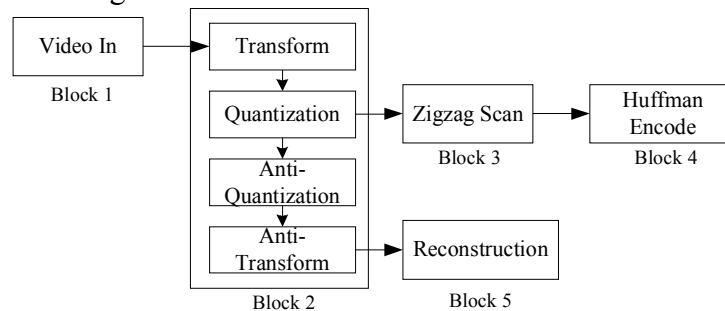 Video In
Block 1
Transform
Quantization
Anti-
Quantization
Anti-
Transform
Block 2
Zigzag Scan
Block 3
Huffman
Encode
Block 4
Reconstruction
Block 5